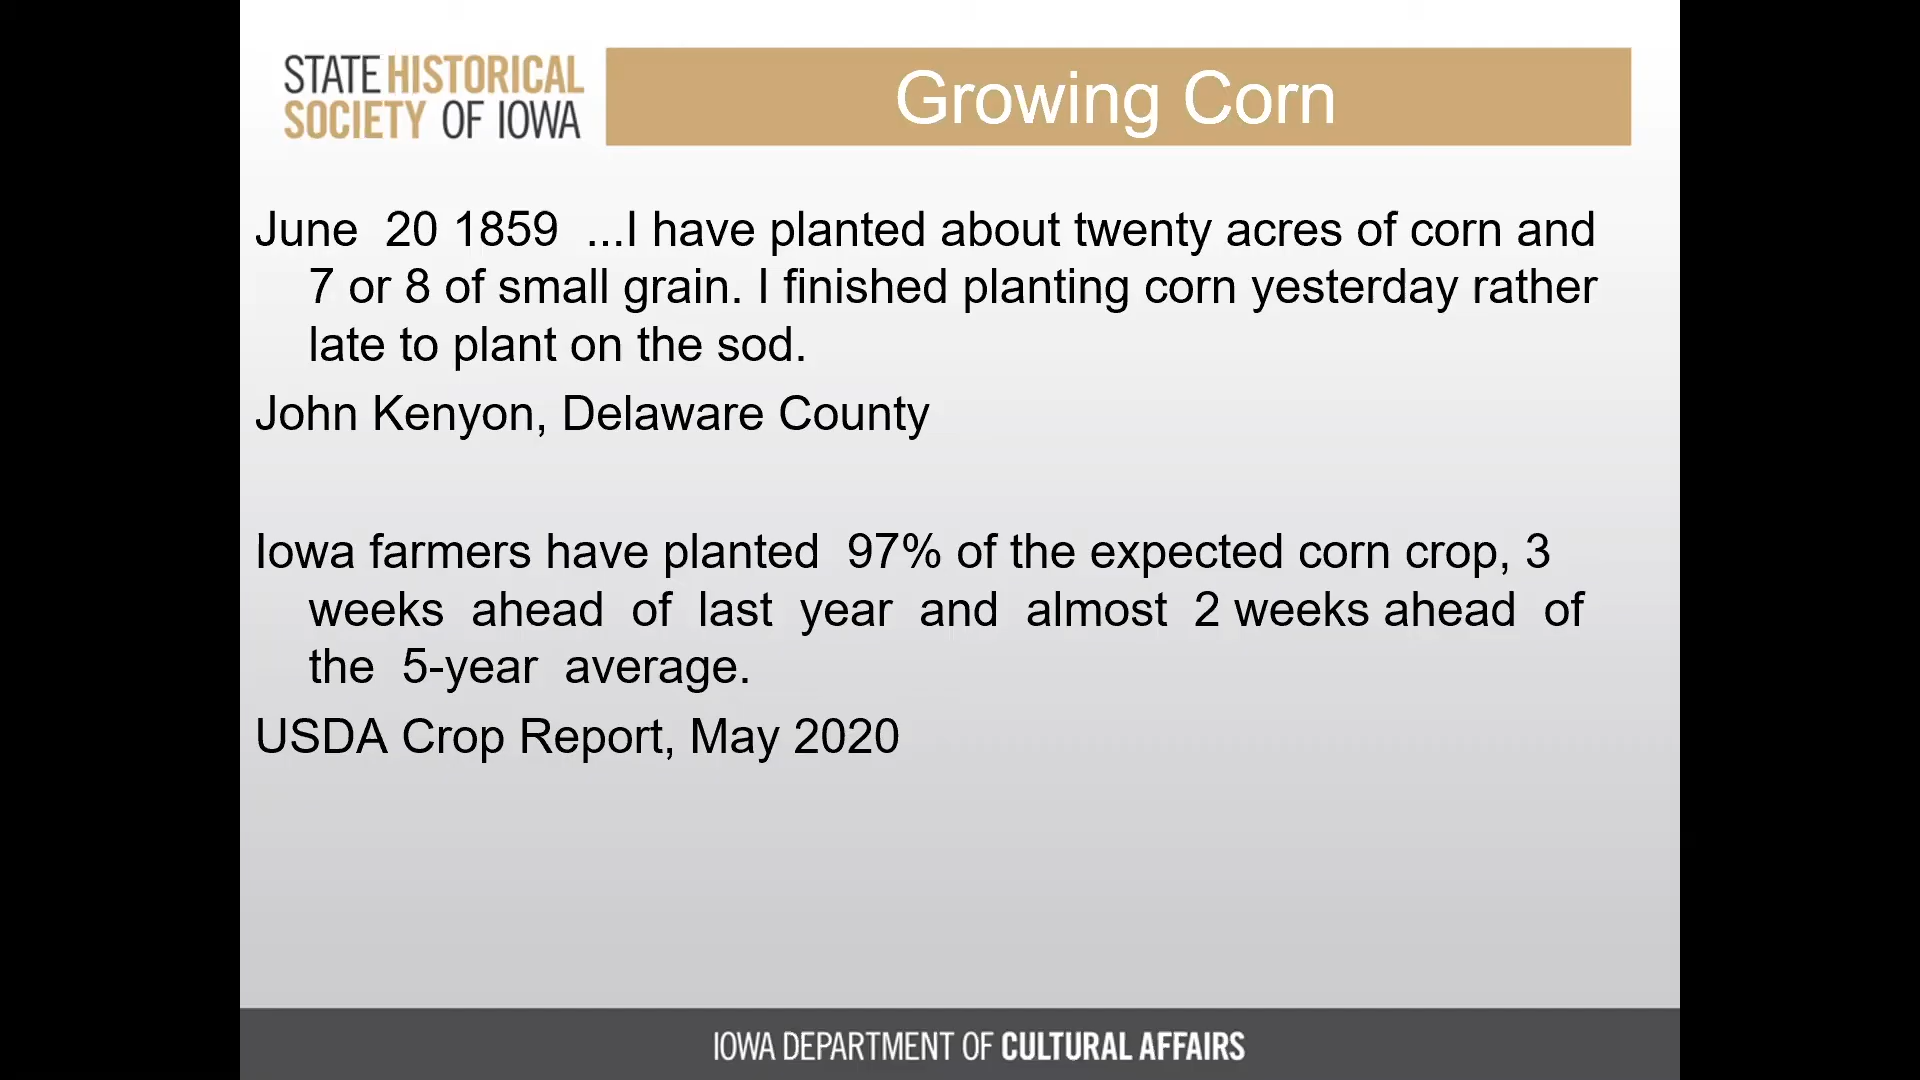 STATE HISTORICAL
SOCIETY OF IOWA
Growing Corn
June  20 1859  ...I have planted about twenty acres of corn and
7 or 8 of small grain. I finished planting corn yesterday rather
late to plant on the sod.
John Kenyon, Delaware County
Iowa farmers have planted  97% of the expected corn crop, 3
weeks  ahead  of  last  year  and  almost  2 weeks ahead  of
the  5-year  average.
USDA Crop Report, May 2020
IOWA DEPARTMENT OF CULTURAL AFFAIRS